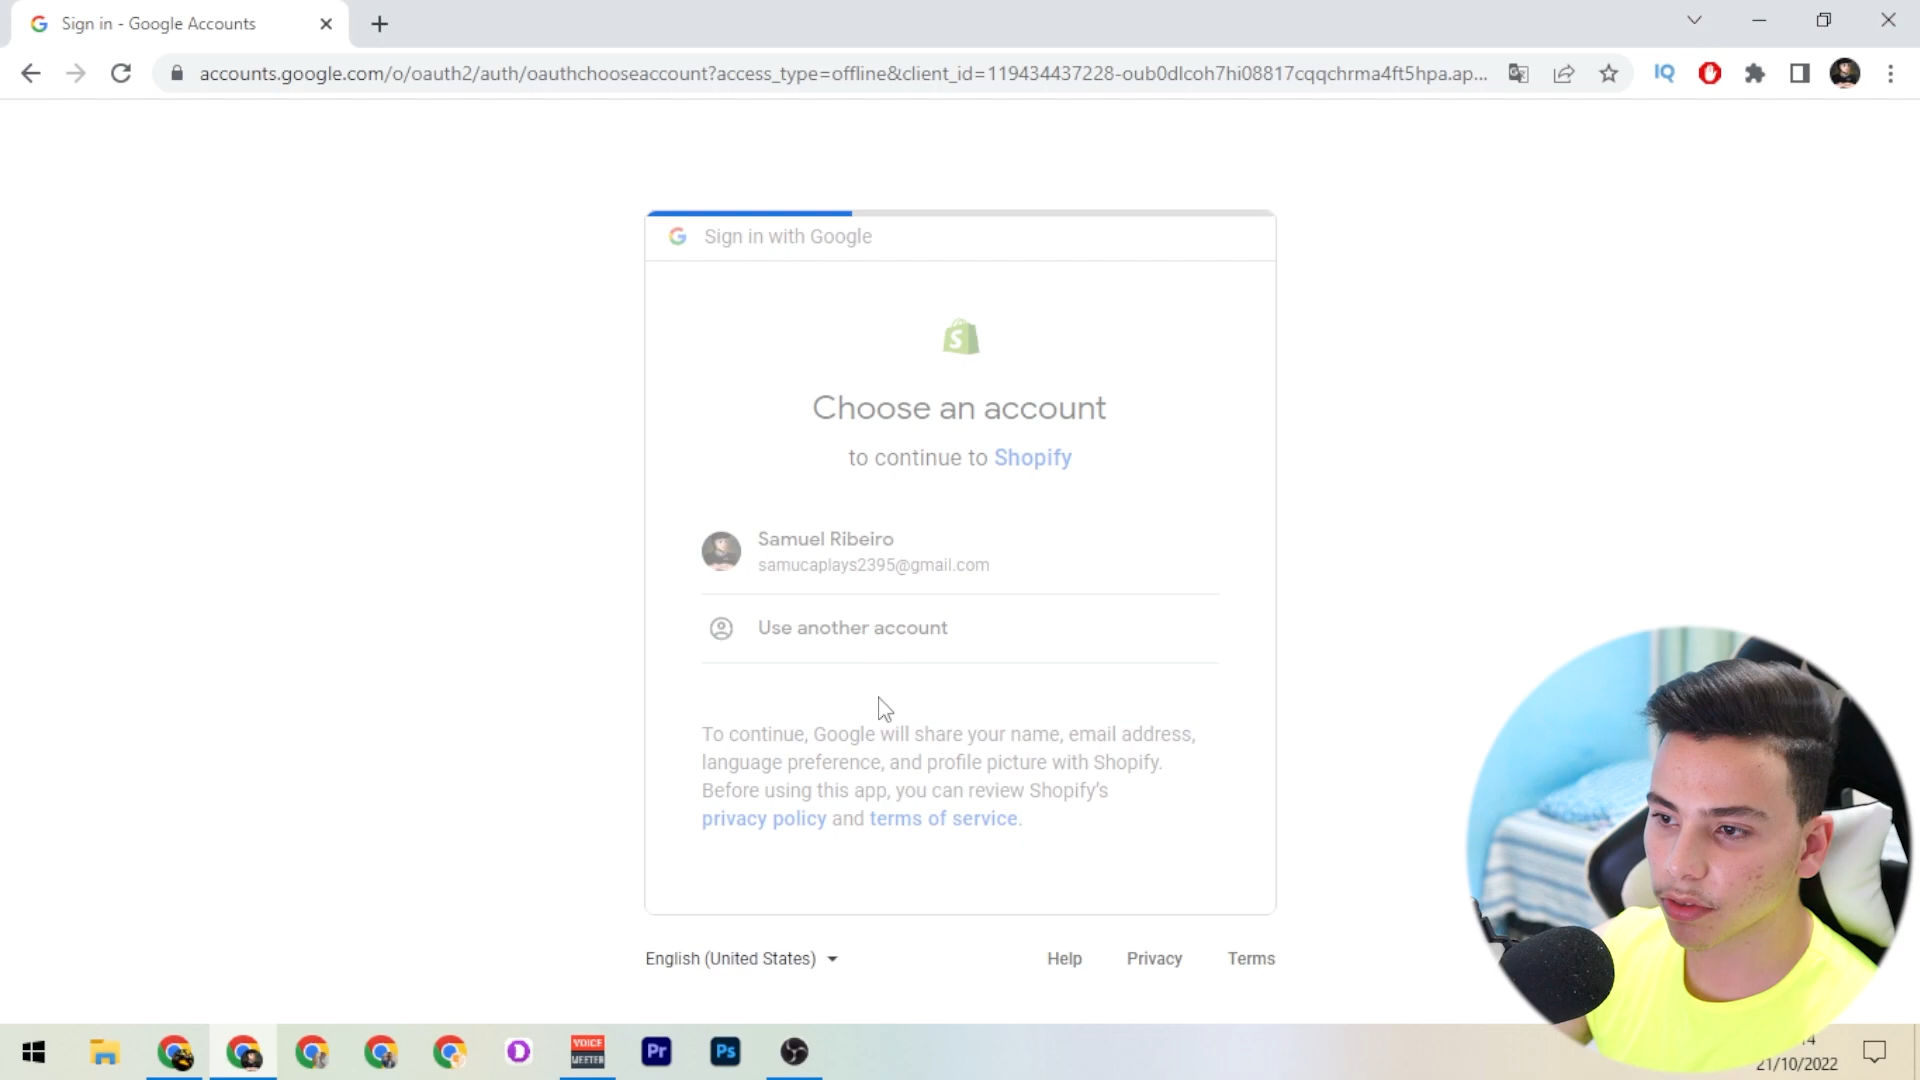 Sign in - Google Accounts
accounts.google.com/o/oauth2/auth/oauthchooseaccount?access_type=offline&client_id=119434437228-oub0dlcoh7hi08817cqqchrma4ft5hpa.ap...
IQ
Sign in with Google
Choose an account
to continue to Shopify
Samuel Ribeiro
samucaplays2395@gmail.com
Use another account
To continue, Google will share your name, email address,
language preference, and profile picture with Shopify.
Before using this app, you can review Shopify's
privacy policy and terms of service.
English (United States)
Help
Privacy
Terms
VOICE
MEETER
Pr
Ps
21/10/2022